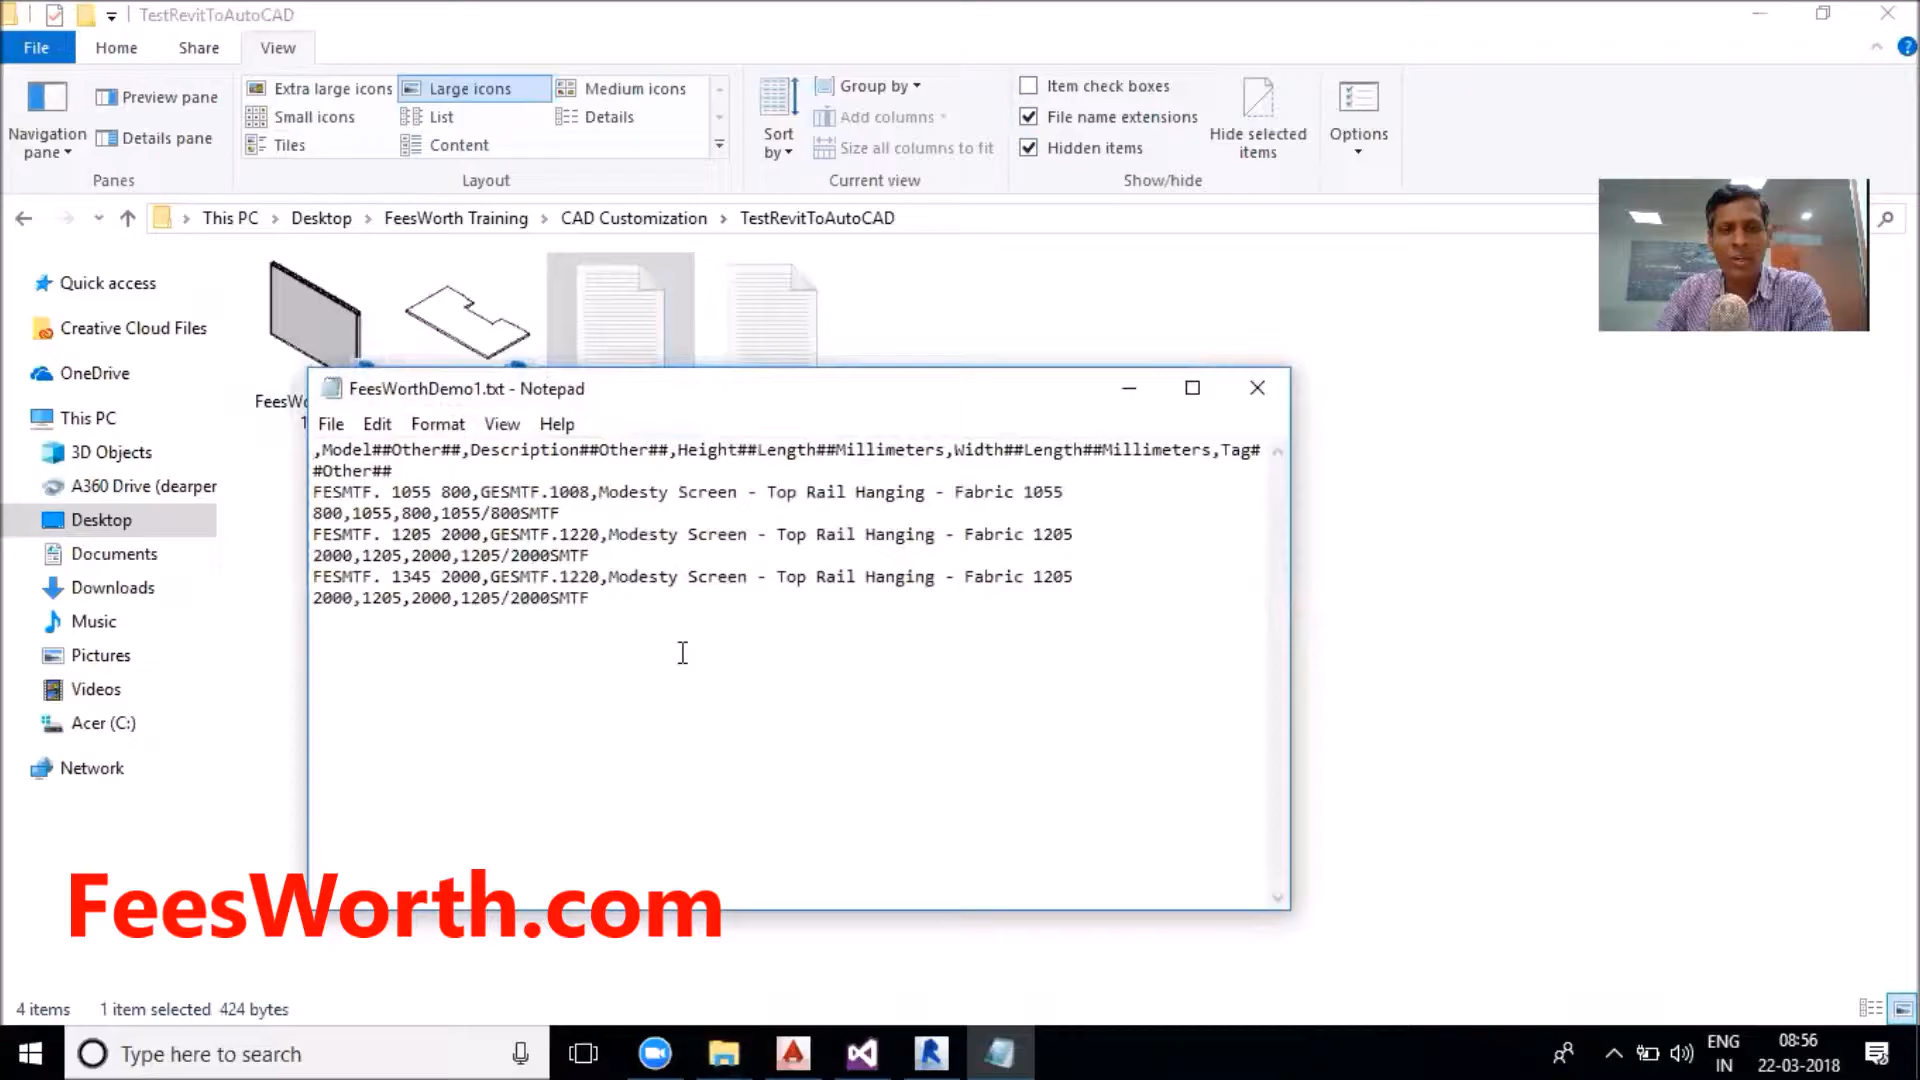 TestRevitToAutoCAD
File Home Share View
Navigation pane
Preview pane
Details pane
Panes
Extra large icons Large icons Medium icons
Small icons List Details
Tiles Content
Layout
Sort by
Group by
Add columns
Size all columns to fit
Current view
Item check boxes
File name extensions
Hidden items
Hide selected items
Show/hide
Options
This PC > Desktop > FeesWorth Training > CAD Customization > TestRevitToAutoCAD
Quick access
Creative Cloud Files
OneDrive
This PC
3D Objects
A360 Drive (dearper
Desktop
Documents
Downloads
Music
Pictures
Videos
Acer (C:)
Network
FeesWo
1
FeesWorthDemo1.txt - Notepad
File Edit Format View Help
,Model##Other##,Description##Other##,Height##Length##Millimeters,Width##Length##Millimeters,Tag#
#Other##
FESMTF. 1055 800,GESMTF.1008,Modesty Screen - Top Rail Hanging - Fabric 1055
800,1055,800,1055/800SMTF
FESMTF. 1205 2000,GESMTF.1220,Modesty Screen - Top Rail Hanging - Fabric 1205
2000,1205,2000,1205/2000SMTF
FESMTF. 1345 2000,GESMTF.1220,Modesty Screen - Top Rail Hanging - Fabric 1205
2000,1205,2000,1205/2000SMTF
FeesWorth.com
4 items 1 item selected 424 bytes
Type here to search
ENG
IN
08:56
22-03-2018